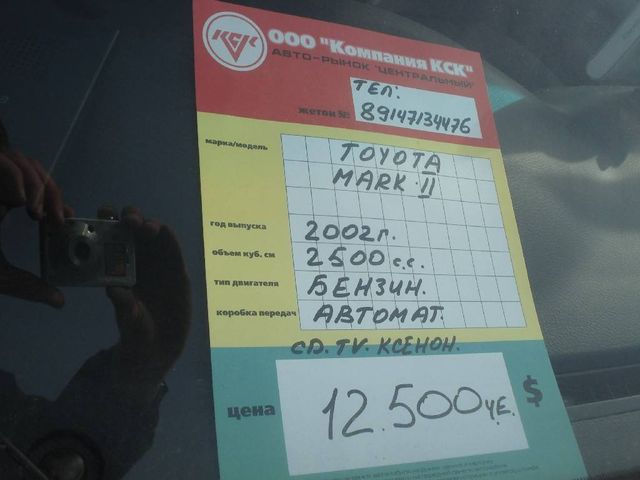 КСК
ООО "Компания КСК"
АВТО-РЫНОК "ЦЕНТРАЛЬНЫЙ"
ТЕЛ:
жетон № 89147134476
марка/модель TOYOTA
MARK II
год выпуска 2002г.
объем куб. см 2500 с.с.
тип двигателя БЕНЗИН.
коробка передач АВТОМАТ.
CD. TV. КСЕНОН.
цена 12.500 у.е. $